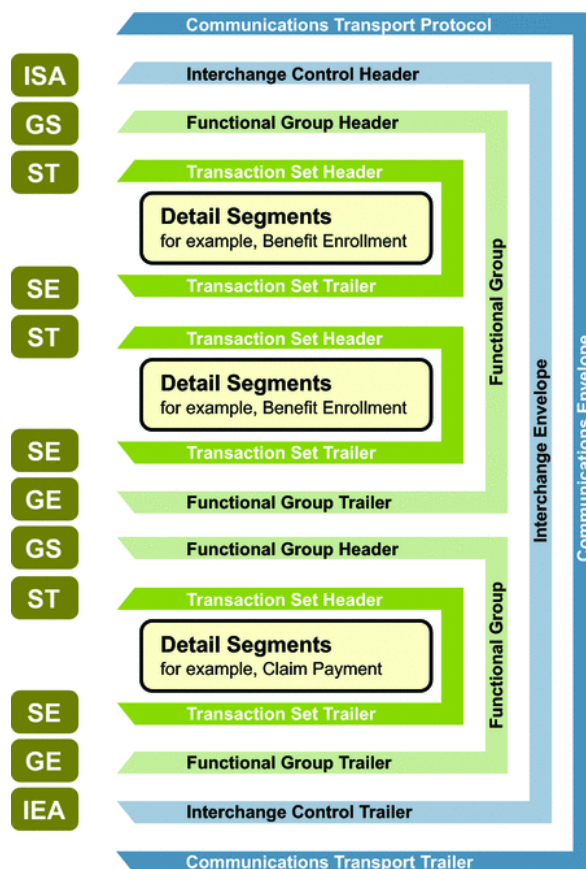 Communications Transport Protocol
ISA
Interchange Control Header
GS
Functional Group Header
ST
Transaction Set Header
Detail Segments
for example, Benefit Enrollment
SE
Transaction Set Trailer
ST
Transaction Set Header
Detail Segments
for example, Benefit Enrollment
SE
Transaction Set Trailer
GE
Functional Group Trailer
Functional Group
GS
Functional Group Header
ST
Transaction Set Header
Detail Segments
for example, Claim Payment
SE
Transaction Set Trailer
GE
Functional Group Trailer
Functional Group
IEA
Interchange Control Trailer
Interchange Envelope
Communications Transport Trailer
Communications Envelope